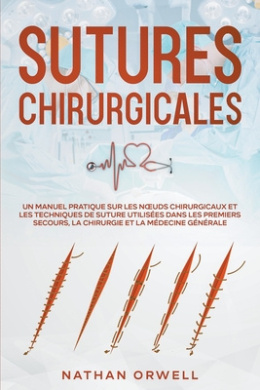 SUTURES
CHIRURGICALES
UN MANUEL PRATIQUE SUR LES NŒUDS CHIRURGICAUX ET
LES TECHNIQUES DE SUTURE UTILISÉES DANS LES PREMIERS
SECOURS, LA CHIRURGIE ET LA MÉDECINE GÉNÉRALE
NATHAN ORWELL